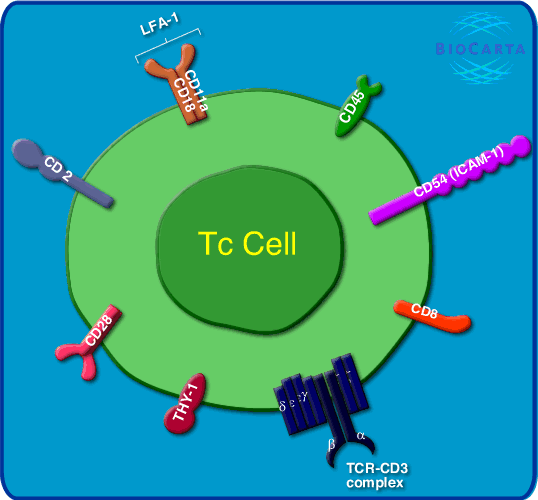 LFA-1
BIOCARTA
CD11a
CD18
CD45
CD 2
CD54 (ICAM-1)
Tc Cell
CD8
CD28
THY-1
δ ε ε γ
β α
TCR-CD3
complex